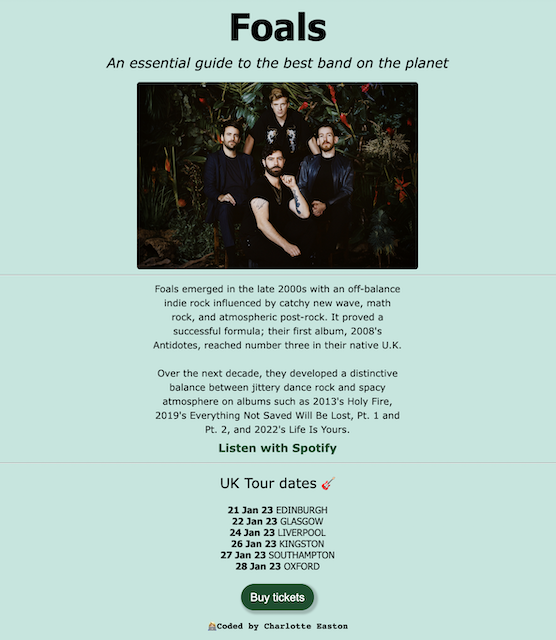 Foals
An essential guide to the best band on the planet
Foals emerged in the late 2000s with an off-balance
indie rock influenced by catchy new wave, math
rock, and atmospheric post-rock. It proved a
successful formula; their first album, 2008's
Antidotes, reached number three in their native U.K.
Over the next decade, they developed a distinctive
balance between jittery dance rock and spacy
atmosphere on albums such as 2013's Holy Fire,
2019's Everything Not Saved Will Be Lost, Pt. 1 and
Pt. 2, and 2022's Life Is Yours.
Listen with Spotify
UK Tour dates 🎸
21 Jan 23 EDINBURGH
22 Jan 23 GLASGOW
24 Jan 23 LIVERPOOL
26 Jan 23 KINGSTON
27 Jan 23 SOUTHAMPTON
28 Jan 23 OXFORD
Buy tickets
Coded by Charlotte Easton